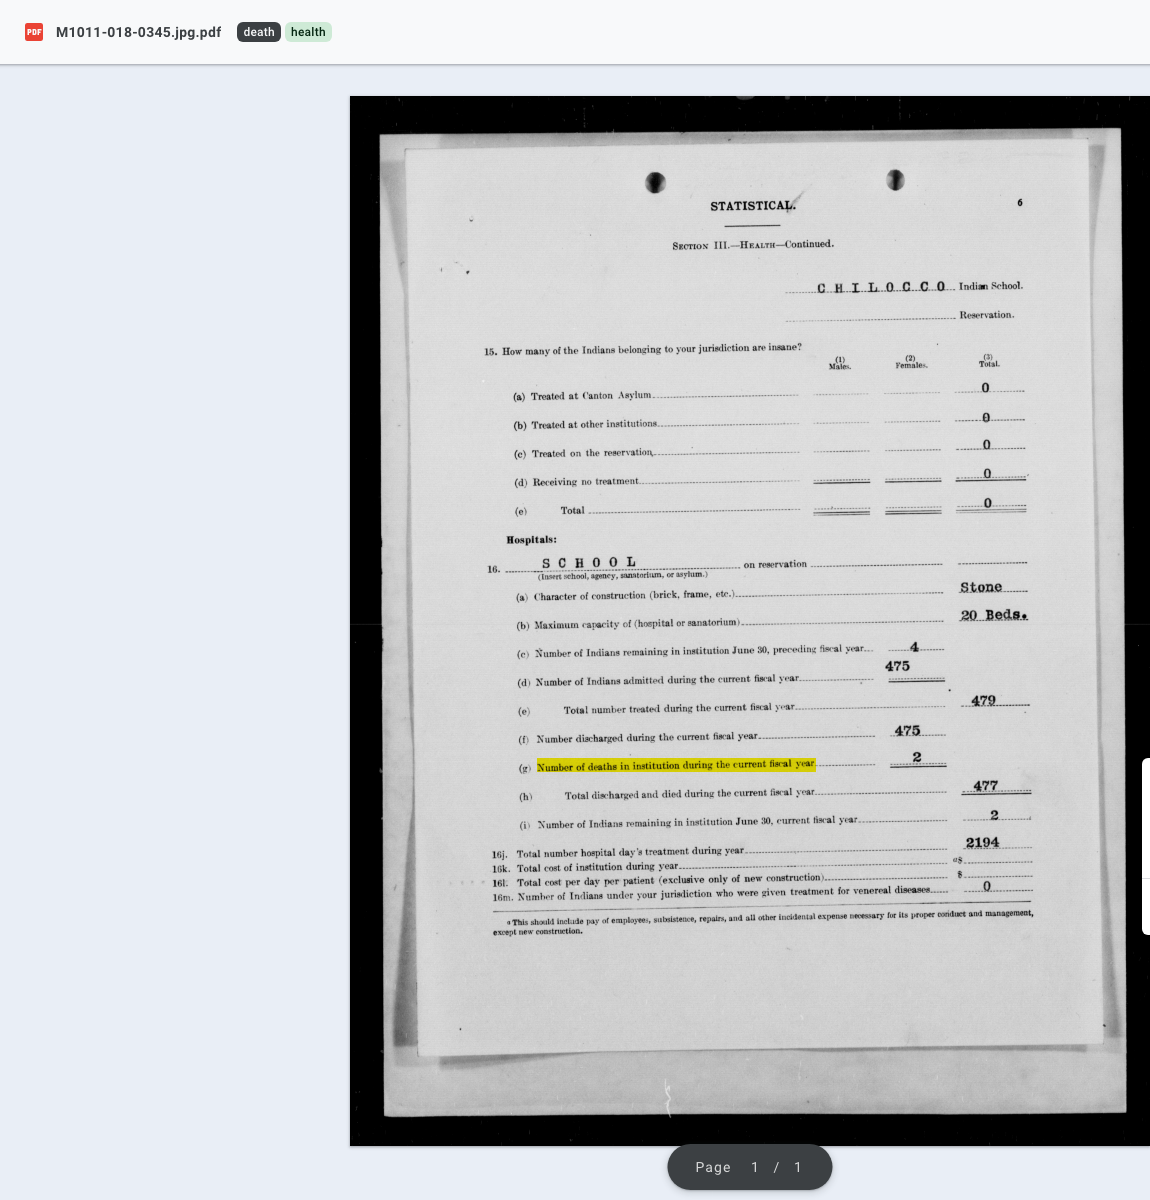 PDF M1011-018-0345.jpg.pdf death health
STATISTICAL. 6
SECTION III.—HEALTH—Continued.
CHILOCCO Indian School.
Reservation.
15. How many of the Indians belonging to your jurisdiction are insane?
(1) Males. (2) Females. (3) Total.
(a) Treated at Canton Asylum 0
(b) Treated at other institutions 0
(c) Treated on the reservation 0
(d) Receiving no treatment 0
(e) Total 0
Hospitals:
16. SCHOOL on reservation
(Insert school, agency, sanatorium, or asylum.)
(a) Character of construction (brick, frame, etc.) Stone
(b) Maximum capacity of (hospital or sanatorium) 20 Beds.
(c) Number of Indians remaining in institution June 30, preceding fiscal year 4
(d) Number of Indians admitted during the current fiscal year 475
(e) Total number treated during the current fiscal year 479
(f) Number discharged during the current fiscal year 475
(g) Number of deaths in institution during the current fiscal year 2
(h) Total discharged and died during the current fiscal year 477
(i) Number of Indians remaining in institution June 30, current fiscal year 2
16j. Total number hospital day's treatment during year 2194
16k. Total cost of institution during year a$
16l. Total cost per day per patient (exclusive only of new construction) $
16m. Number of Indians under your jurisdiction who were given treatment for venereal diseases 0
a This should include pay of employees, subsistence, repairs, and all other incidental expense necessary for its proper conduct and management,
except new construction.
Page 1 / 1